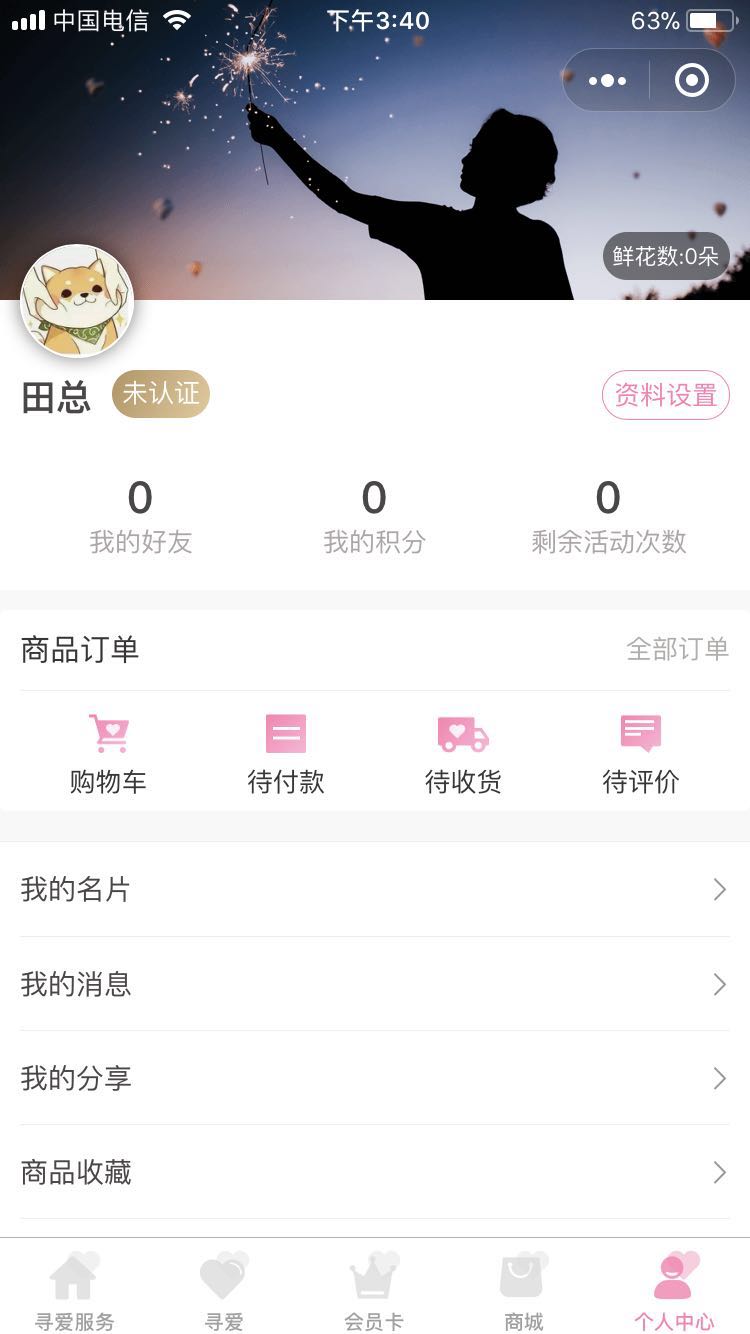 中国电信 下午3:40 63%
鲜花数:0朵
田总 未认证 资料设置
0 0 0
我的好友 我的积分 剩余活动次数
商品订单 全部订单
购物车 待付款 待收货 待评价
我的名片
我的消息
我的分享
商品收藏
寻爱服务 寻爱 会员卡 商城 个人中心